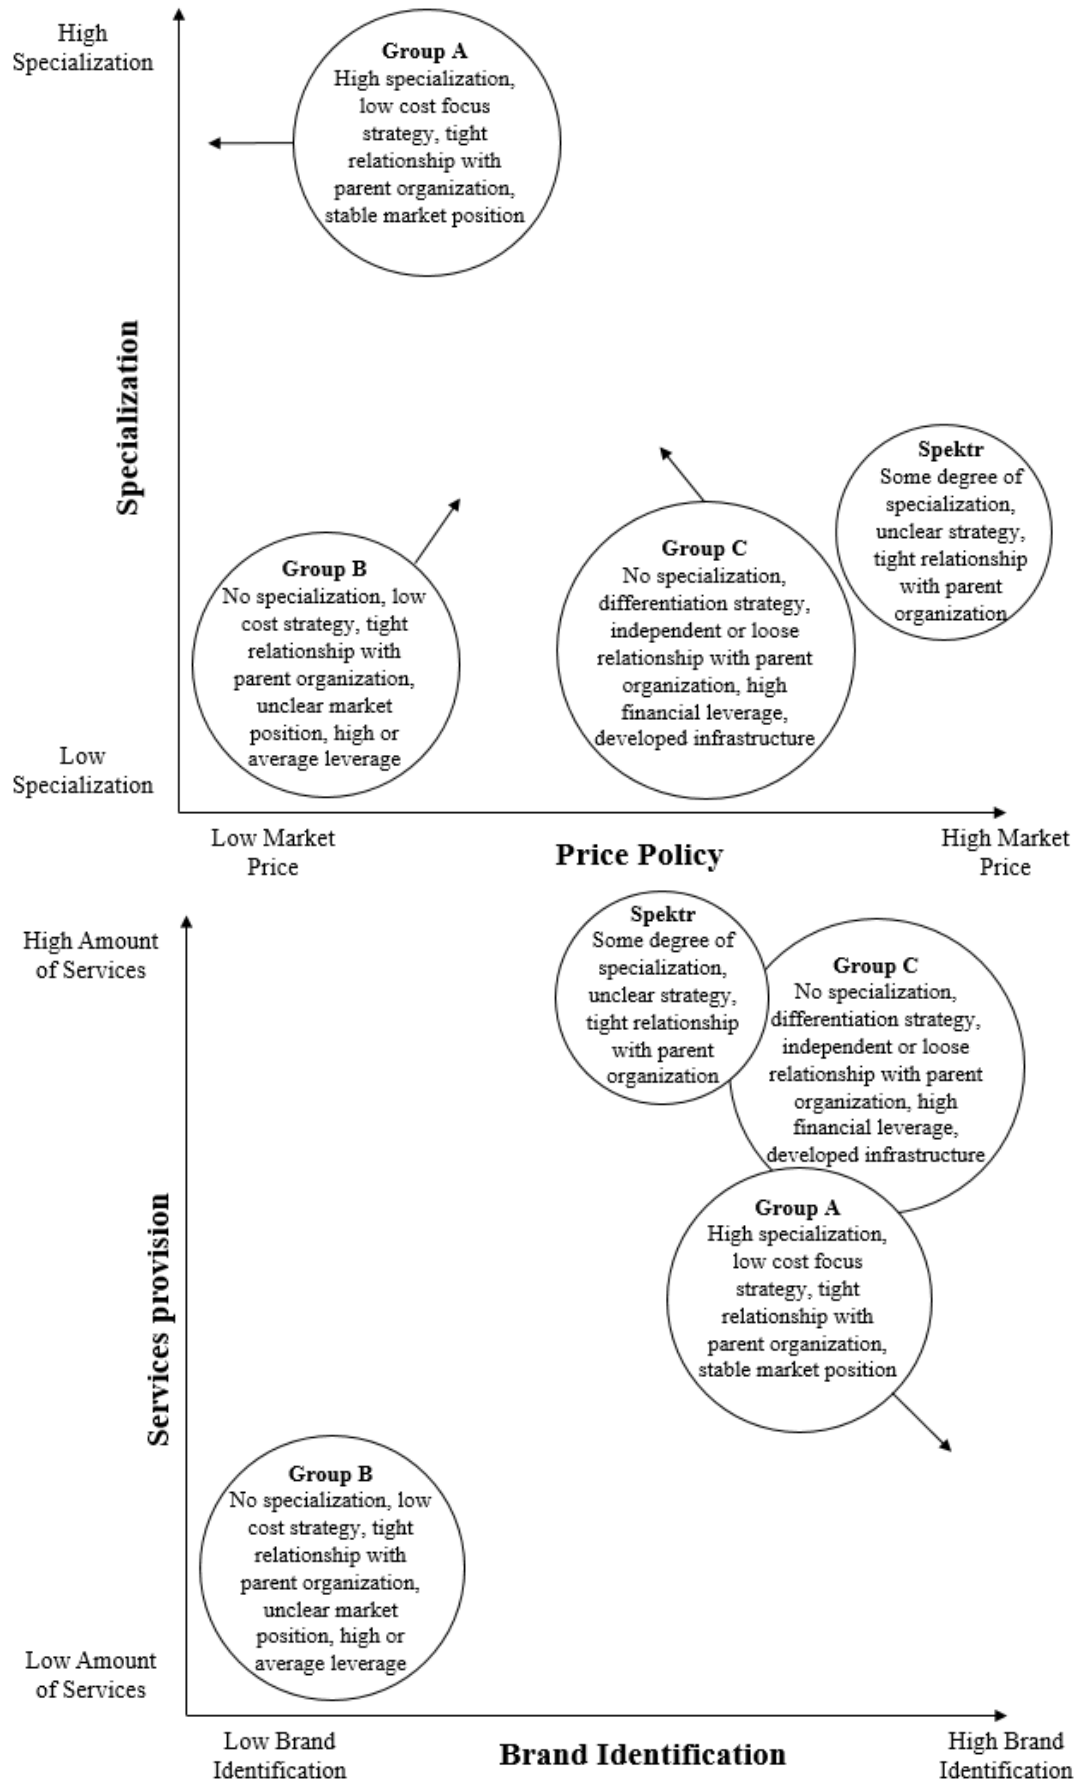 High
Specialization
Group A
High specialization,
low cost focus
strategy, tight
relationship with
parent organization,
stable market position
Specialization
Spektr
Some degree of
specialization,
unclear strategy,
tight relationship
with parent
organization
Group B
No specialization, low
cost strategy, tight
relationship with
parent organization,
unclear market
position, high or
average leverage
Group C
No specialization,
differentiation strategy,
independent or loose
relationship with parent
organization, high
financial leverage,
developed infrastructure
Low
Specialization
Low Market
Price
Price Policy
High Market
Price
High Amount
of Services
Spektr
Some degree of
specialization,
unclear strategy,
tight relationship
with parent
organization
Group C
No specialization,
differentiation strategy,
independent or loose
relationship with parent
organization, high
financial leverage,
developed infrastructure
Group A
High specialization,
low cost focus
strategy, tight
relationship with
parent organization,
stable market position
Services provision
Group B
No specialization, low
cost strategy, tight
relationship with
parent organization,
unclear market
position, high or
average leverage
Low Amount
of Services
Low Brand
Identification
Brand Identification
High Brand
Identification